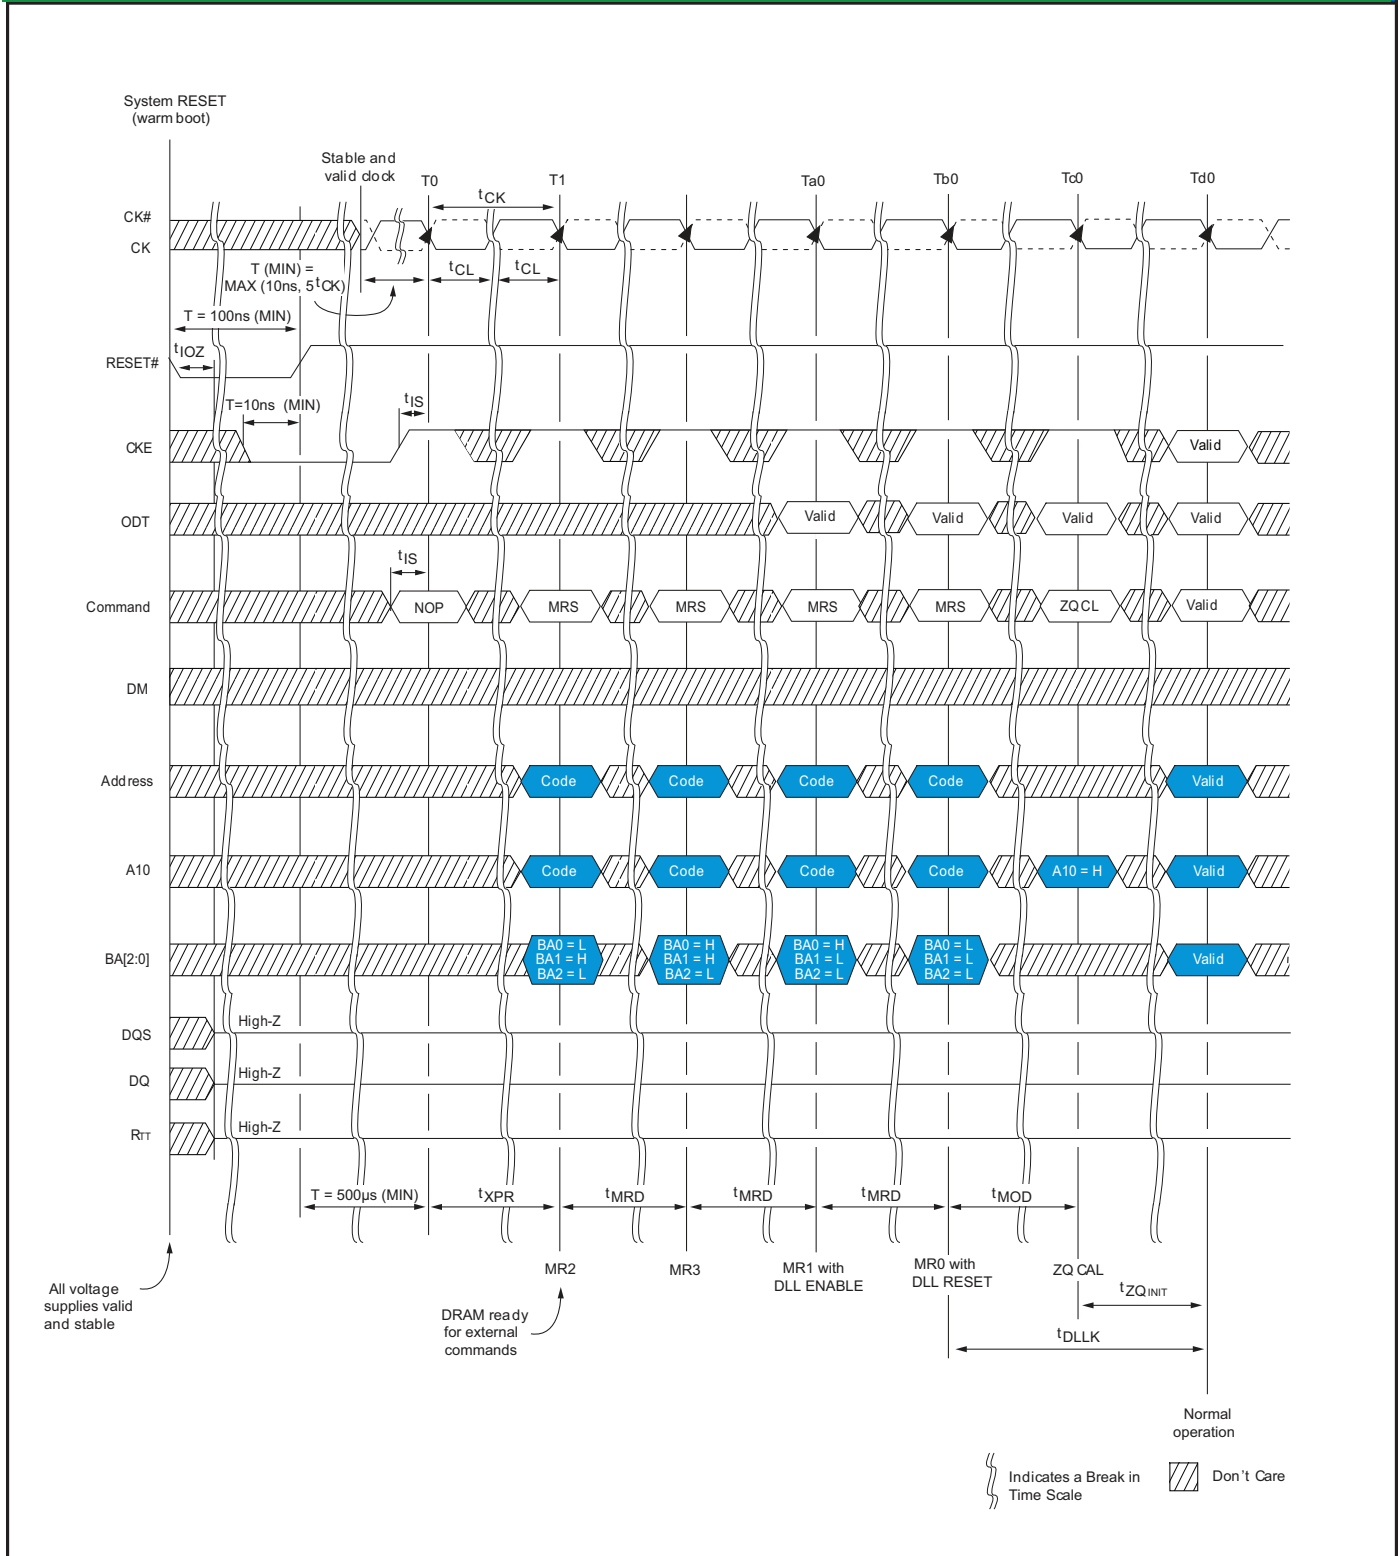 System RESET
(warm boot)
Stable and
valid clock
T0
tCK
T1
Ta0
Tb0
Tc0
Td0
CK#
CK
T (MIN) =
MAX (10ns, 5tCK)
tCL
tCL
T = 100ns (MIN)
tIOZ
RESET#
T=10ns (MIN)
tIS
CKE
Valid
ODT
Valid
Valid
Valid
Valid
tIS
Command
NOP
MRS
MRS
MRS
MRS
ZQCL
Valid
DM
Address
Code
Code
Code
Code
Valid
A10
Code
Code
Code
Code
A10 = H
Valid
BA[2:0]
BA0 = L
BA1 = H
BA2 = L
BA0 = H
BA1 = H
BA2 = L
BA0 = H
BA1 = L
BA2 = L
BA0 = L
BA1 = L
BA2 = L
Valid
DQS
High-Z
DQ
High-Z
RTT
High-Z
T = 500µs (MIN)
tXPR
tMRD
tMRD
tMRD
tMOD
MR2
MR3
MR1 with
DLL ENABLE
MR0 with
DLL RESET
ZQ CAL
All voltage
supplies valid
and stable
DRAM ready
for external
commands
tZQINIT
tDLLK
Normal
operation
Indicates a Break in
Time Scale
Don't Care